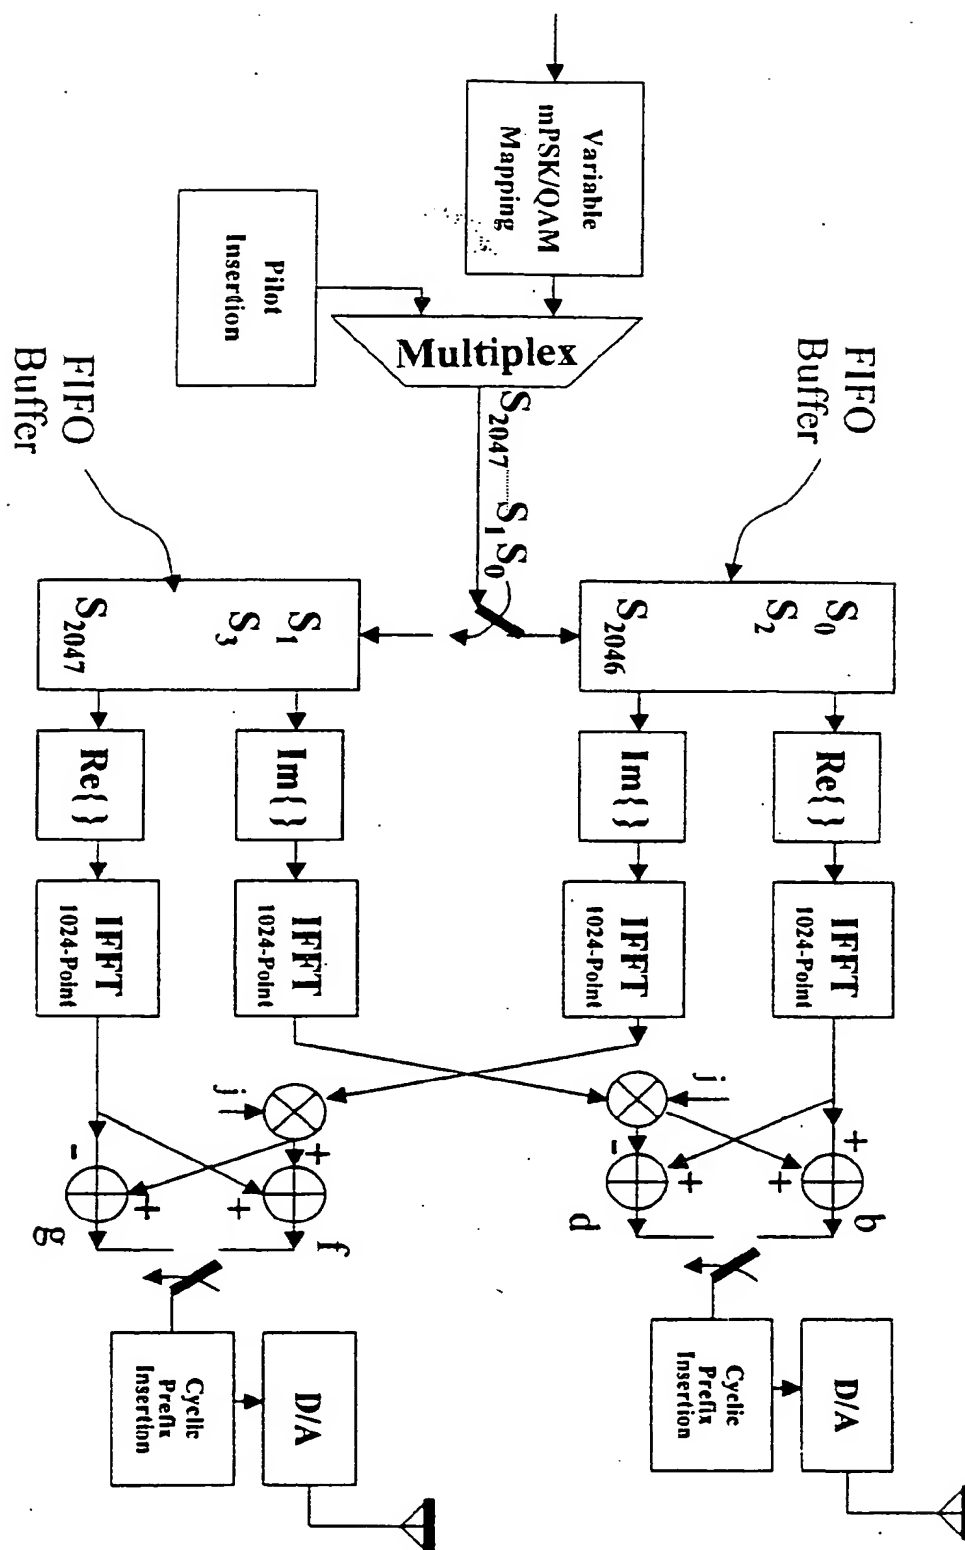 Variable
mPSK/QAM
Mapping
Pilot
Insertion
Multiplex
S2047 ........ S1 S0
FIFO
Buffer
FIFO
Buffer
S0
S2
S2046
S1
S3
S2047
Re{ }
Im{ }
Im{ }
Re{ }
IFFT
1024-Point
IFFT
1024-Point
IFFT
1024-Point
IFFT
1024-Point
j
j
+
+
b
-
+
d
+
+
f
-
+
g
Cyclic
Prefix
Insertion
D/A
Cyclic
Prefix
Insertion
D/A